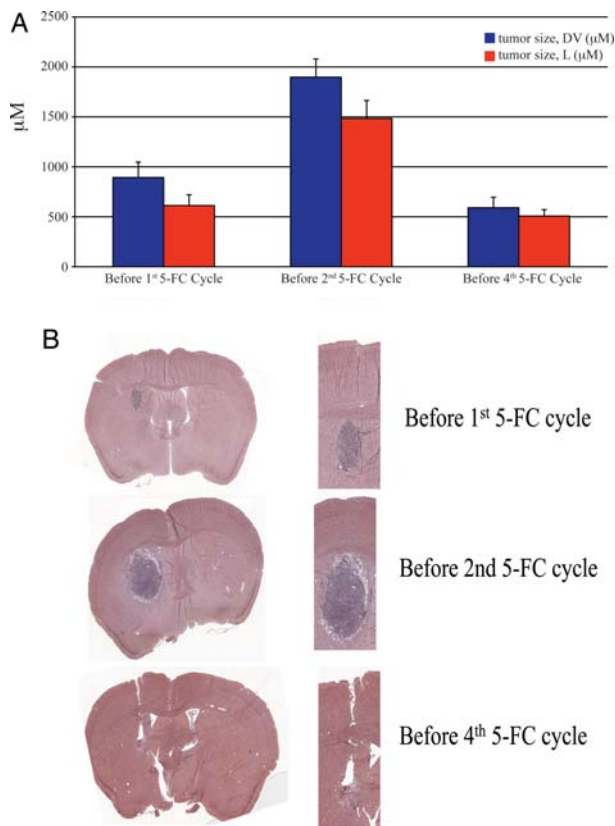 A
2500
2000
1500
1000
500
0
μM
tumor size, DV (μM)
tumor size, L (μM)
Before 1st 5-FC Cycle
Before 2nd 5-FC Cycle
Before 4th 5-FC Cycle
B
Before 1st 5-FC cycle
Before 2nd 5-FC cycle
Before 4th 5-FC cycle